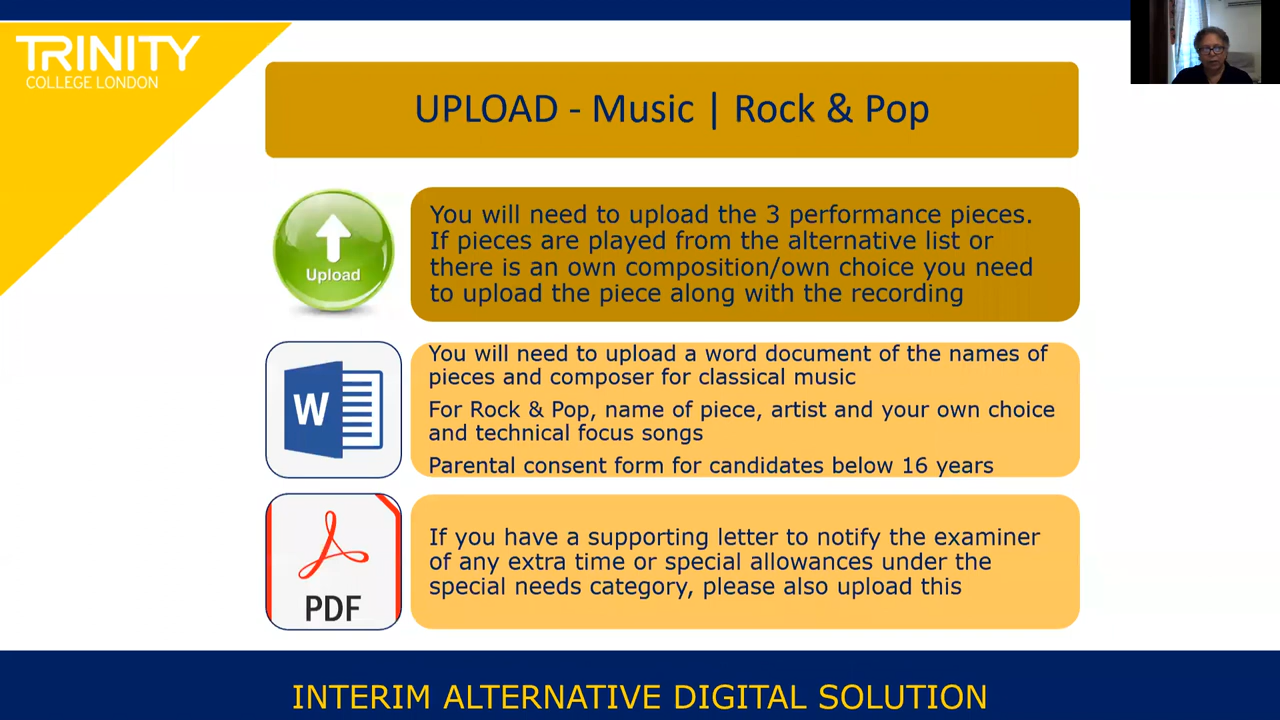 TRINITY
COLLEGE LONDON
UPLOAD - Music | Rock & Pop
Upload
You will need to upload the 3 performance pieces.
If pieces are played from the alternative list or
there is an own composition/own choice you need
to upload the piece along with the recording
W
You will need to upload a word document of the names of
pieces and composer for classical music
For Rock & Pop, name of piece, artist and your own choice
and technical focus songs
Parental consent form for candidates below 16 years
PDF
If you have a supporting letter to notify the examiner
of any extra time or special allowances under the
special needs category, please also upload this
INTERIM ALTERNATIVE DIGITAL SOLUTION